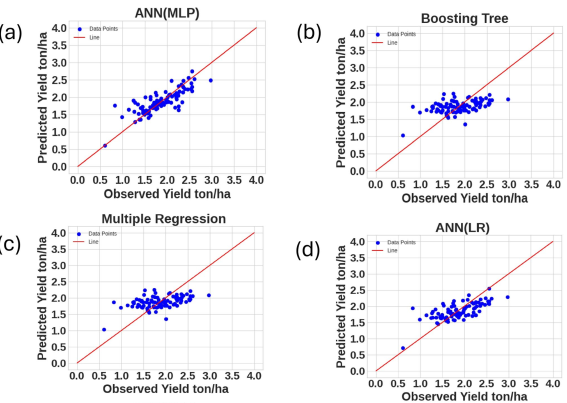 (a)
ANN(MLP)
Predicted Yield ton/ha
4.0
3.5
3.0
2.5
2.0
1.5
1.0
0.5
0.0
Data Points
Line
0.0 0.5 1.0 1.5 2.0 2.5 3.0 3.5 4.0
Observed Yield ton/ha
(b)
Boosting Tree
Predicted Yield ton/ha
4.0
3.5
3.0
2.5
2.0
1.5
1.0
0.5
0.0
Data Points
Line
0.0 0.5 1.0 1.5 2.0 2.5 3.0 3.5 4.0
Observed Yield ton/ha
(c)
Multiple Regression
Predicted Yield ton/ha
4.0
3.5
3.0
2.5
2.0
1.5
1.0
0.5
0.0
Data Points
Line
0.0 0.5 1.0 1.5 2.0 2.5 3.0 3.5 4.0
Observed Yield ton/ha
(d)
ANN(LR)
Predicted Yield ton/ha
4.0
3.5
3.0
2.5
2.0
1.5
1.0
0.5
0.0
Data Points
Line
0.0 0.5 1.0 1.5 2.0 2.5 3.0 3.5 4.0
Observed Yield ton/ha